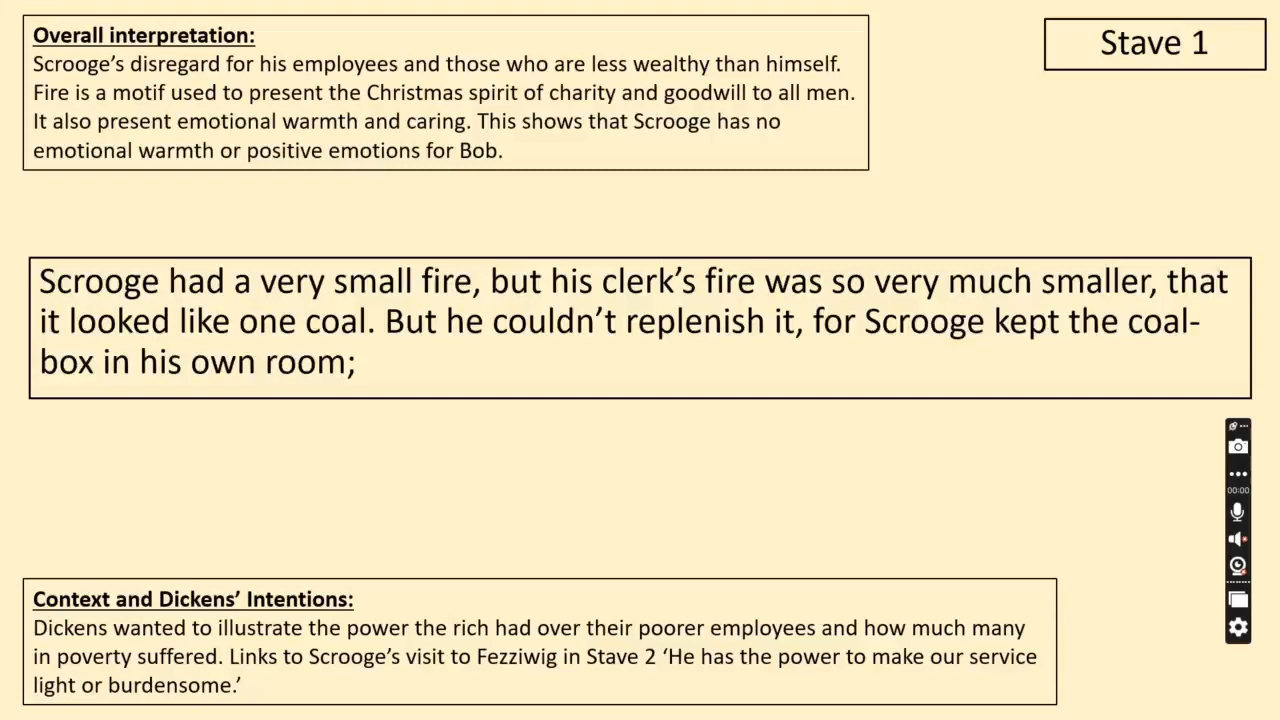 Overall interpretation:
Scrooge’s disregard for his employees and those who are less wealthy than himself.
Fire is a motif used to present the Christmas spirit of charity and goodwill to all men.
It also present emotional warmth and caring. This shows that Scrooge has no
emotional warmth or positive emotions for Bob.
Stave 1
Scrooge had a very small fire, but his clerk’s fire was so very much smaller, that
it looked like one coal. But he couldn’t replenish it, for Scrooge kept the coal-
box in his own room;
00:00
Context and Dickens’ Intentions:
Dickens wanted to illustrate the power the rich had over their poorer employees and how much many
in poverty suffered. Links to Scrooge’s visit to Fezziwig in Stave 2 ‘He has the power to make our service
light or burdensome.’